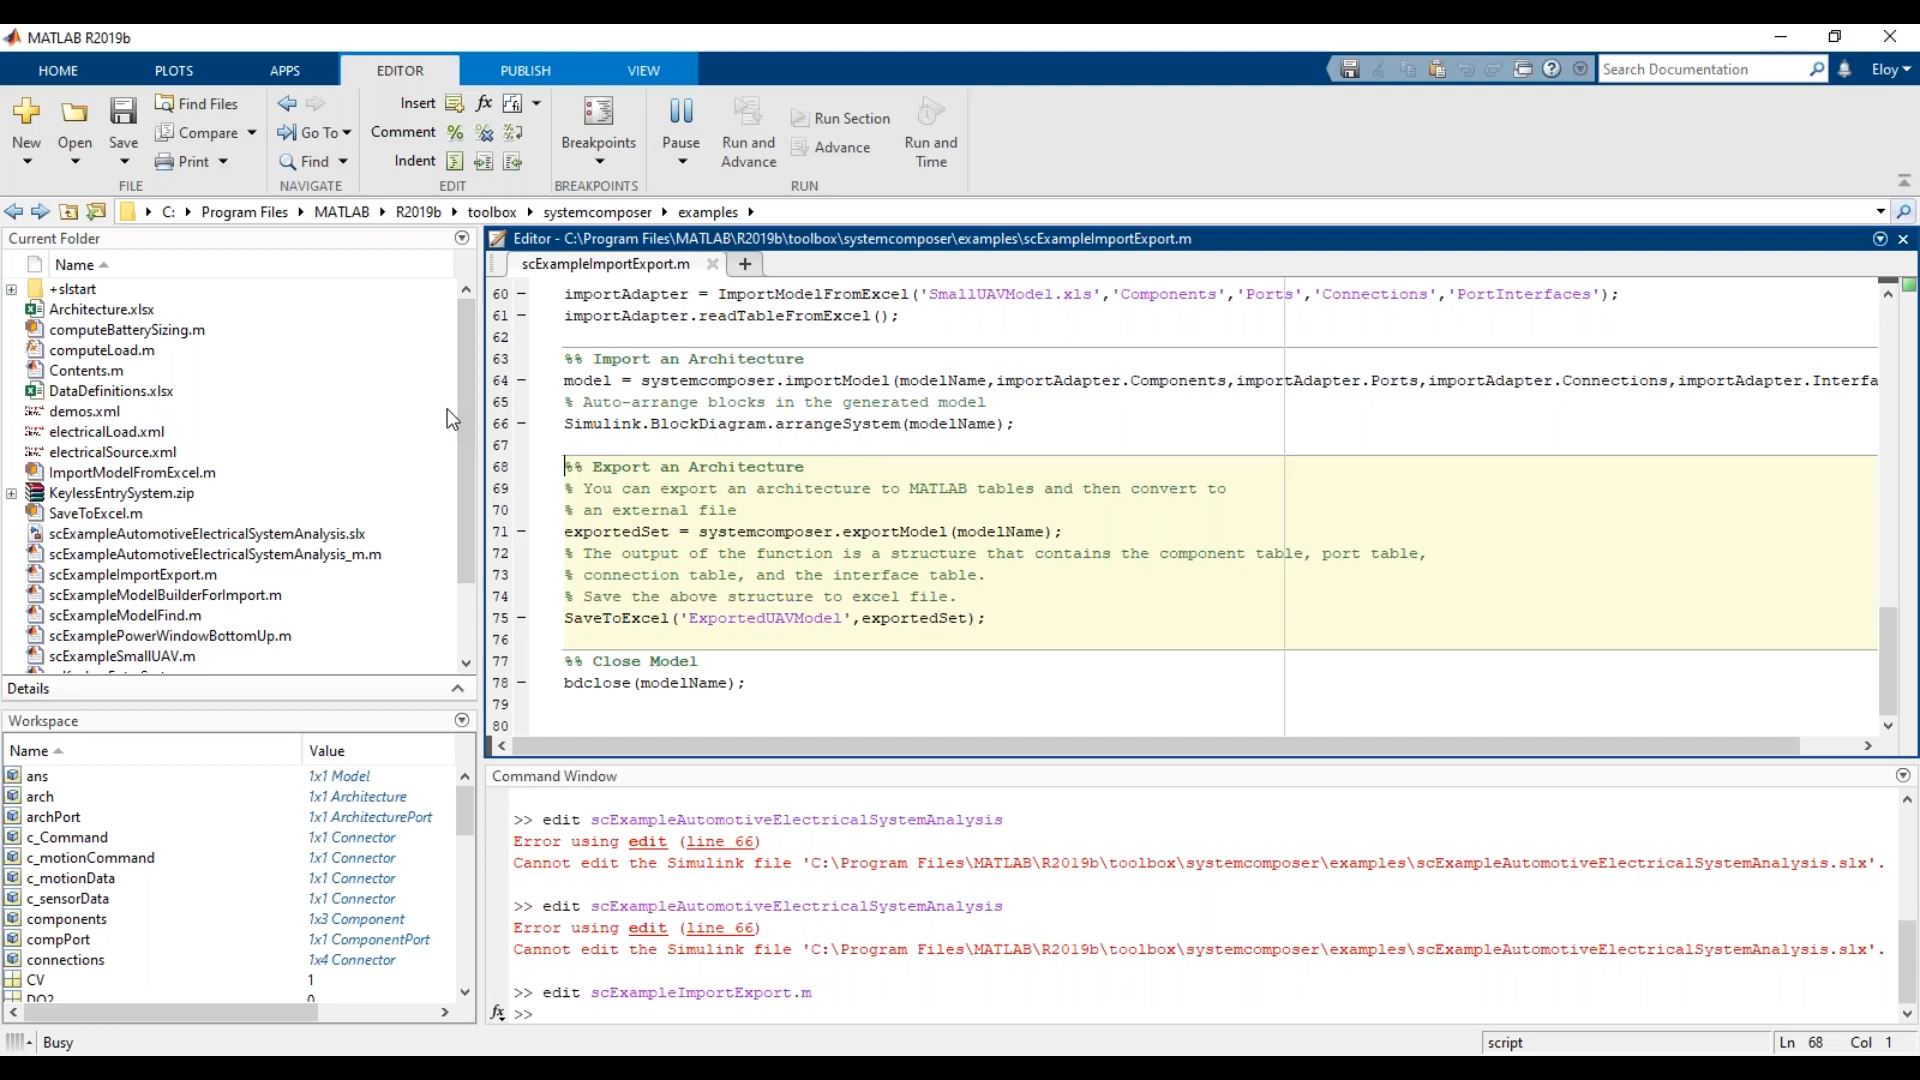 MATLAB R2019b
HOME PLOTS APPS EDITOR PUBLISH VIEW
Search Documentation
Eloy
New Open Save
Find Files
Compare
Print
FILE
Go To
Find
NAVIGATE
Insert fx
Comment %
Indent
EDIT
Breakpoints
BREAKPOINTS
Pause
Run and Advance
Run Section
Advance
Run and Time
RUN
C: Program Files MATLAB R2019b toolbox systemcomposer examples
Current Folder
Name
+slstart
Architecture.xlsx
computeBatterySizing.m
computeLoad.m
Contents.m
DataDefinitions.xlsx
demos.xml
electricalLoad.xml
electricalSource.xml
ImportModelFromExcel.m
KeylessEntrySystem.zip
SaveToExcel.m
scExampleAutomotiveElectricalSystemAnalysis.slx
scExampleAutomotiveElectricalSystemAnalysis_m.m
scExampleImportExport.m
scExampleModelBuilderForImport.m
scExampleModelFind.m
scExamplePowerWindowBottomUp.m
scExampleSmallUAV.m
Details
Workspace
Name Value
ans 1x1 Model
arch 1x1 Architecture
archPort 1x1 ArchitecturePort
c_Command 1x1 Connector
c_motionCommand 1x1 Connector
c_motionData 1x1 Connector
c_sensorData 1x1 Connector
components 1x3 Component
compPort 1x1 ComponentPort
connections 1x4 Connector
CV 1
Editor - C:\Program Files\MATLAB\R2019b\toolbox\systemcomposer\examples\scExampleImportExport.m
scExampleImportExport.m
60 – importAdapter = ImportModelFromExcel('SmallUAVModel.xls','Components','Ports','Connections','PortInterfaces');
61 – importAdapter.readTableFromExcel();
62
63 %% Import an Architecture
64 – model = systemcomposer.importModel(modelName,importAdapter.Components,importAdapter.Ports,importAdapter.Connections,importAdapter.Interfa
65 % Auto-arrange blocks in the generated model
66 – Simulink.BlockDiagram.arrangeSystem(modelName);
67
68 %% Export an Architecture
69 % You can export an architecture to MATLAB tables and then convert to
70 % an external file
71 – exportedSet = systemcomposer.exportModel(modelName);
72 % The output of the function is a structure that contains the component table, port table,
73 % connection table, and the interface table.
74 % Save the above structure to excel file.
75 – SaveToExcel('ExportedUAVModel',exportedSet);
76
77 %% Close Model
78 – bdclose(modelName);
79
80
Command Window
>> edit scExampleAutomotiveElectricalSystemAnalysis
Error using edit (line 66)
Cannot edit the Simulink file 'C:\Program Files\MATLAB\R2019b\toolbox\systemcomposer\examples\scExampleAutomotiveElectricalSystemAnalysis.slx'.
>> edit scExampleAutomotiveElectricalSystemAnalysis
Error using edit (line 66)
Cannot edit the Simulink file 'C:\Program Files\MATLAB\R2019b\toolbox\systemcomposer\examples\scExampleAutomotiveElectricalSystemAnalysis.slx'.
>> edit scExampleImportExport.m
fx >>
Busy
script
Ln 68 Col 1